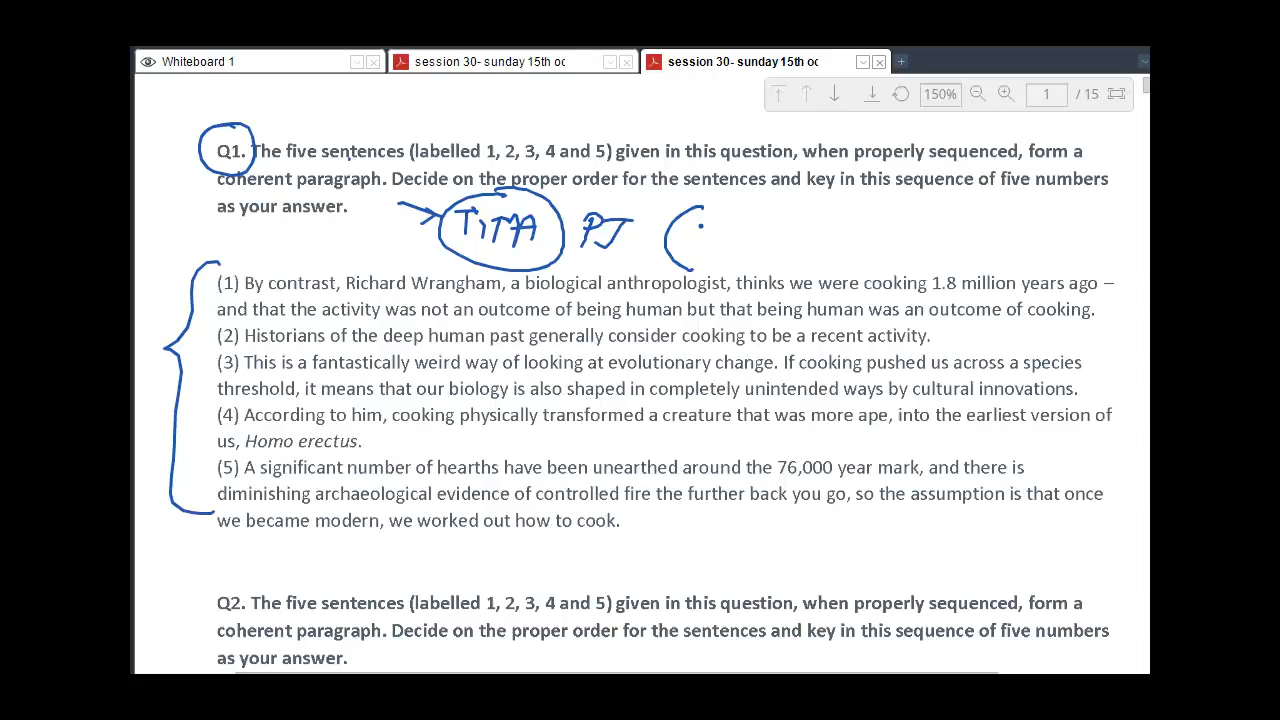 Whiteboard 1
session 30- sunday 15th oc
session 30- sunday 15th oc
150%
1 / 15
Q1. The five sentences (labelled 1, 2, 3, 4 and 5) given in this question, when properly sequenced, form a
coherent paragraph. Decide on the proper order for the sentences and key in this sequence of five numbers
as your answer.
TITA PJ (
(1) By contrast, Richard Wrangham, a biological anthropologist, thinks we were cooking 1.8 million years ago –
and that the activity was not an outcome of being human but that being human was an outcome of cooking.
(2) Historians of the deep human past generally consider cooking to be a recent activity.
(3) This is a fantastically weird way of looking at evolutionary change. If cooking pushed us across a species
threshold, it means that our biology is also shaped in completely unintended ways by cultural innovations.
(4) According to him, cooking physically transformed a creature that was more ape, into the earliest version of
us, Homo erectus.
(5) A significant number of hearths have been unearthed around the 76,000 year mark, and there is
diminishing archaeological evidence of controlled fire the further back you go, so the assumption is that once
we became modern, we worked out how to cook.
Q2. The five sentences (labelled 1, 2, 3, 4 and 5) given in this question, when properly sequenced, form a
coherent paragraph. Decide on the proper order for the sentences and key in this sequence of five numbers
as your answer.